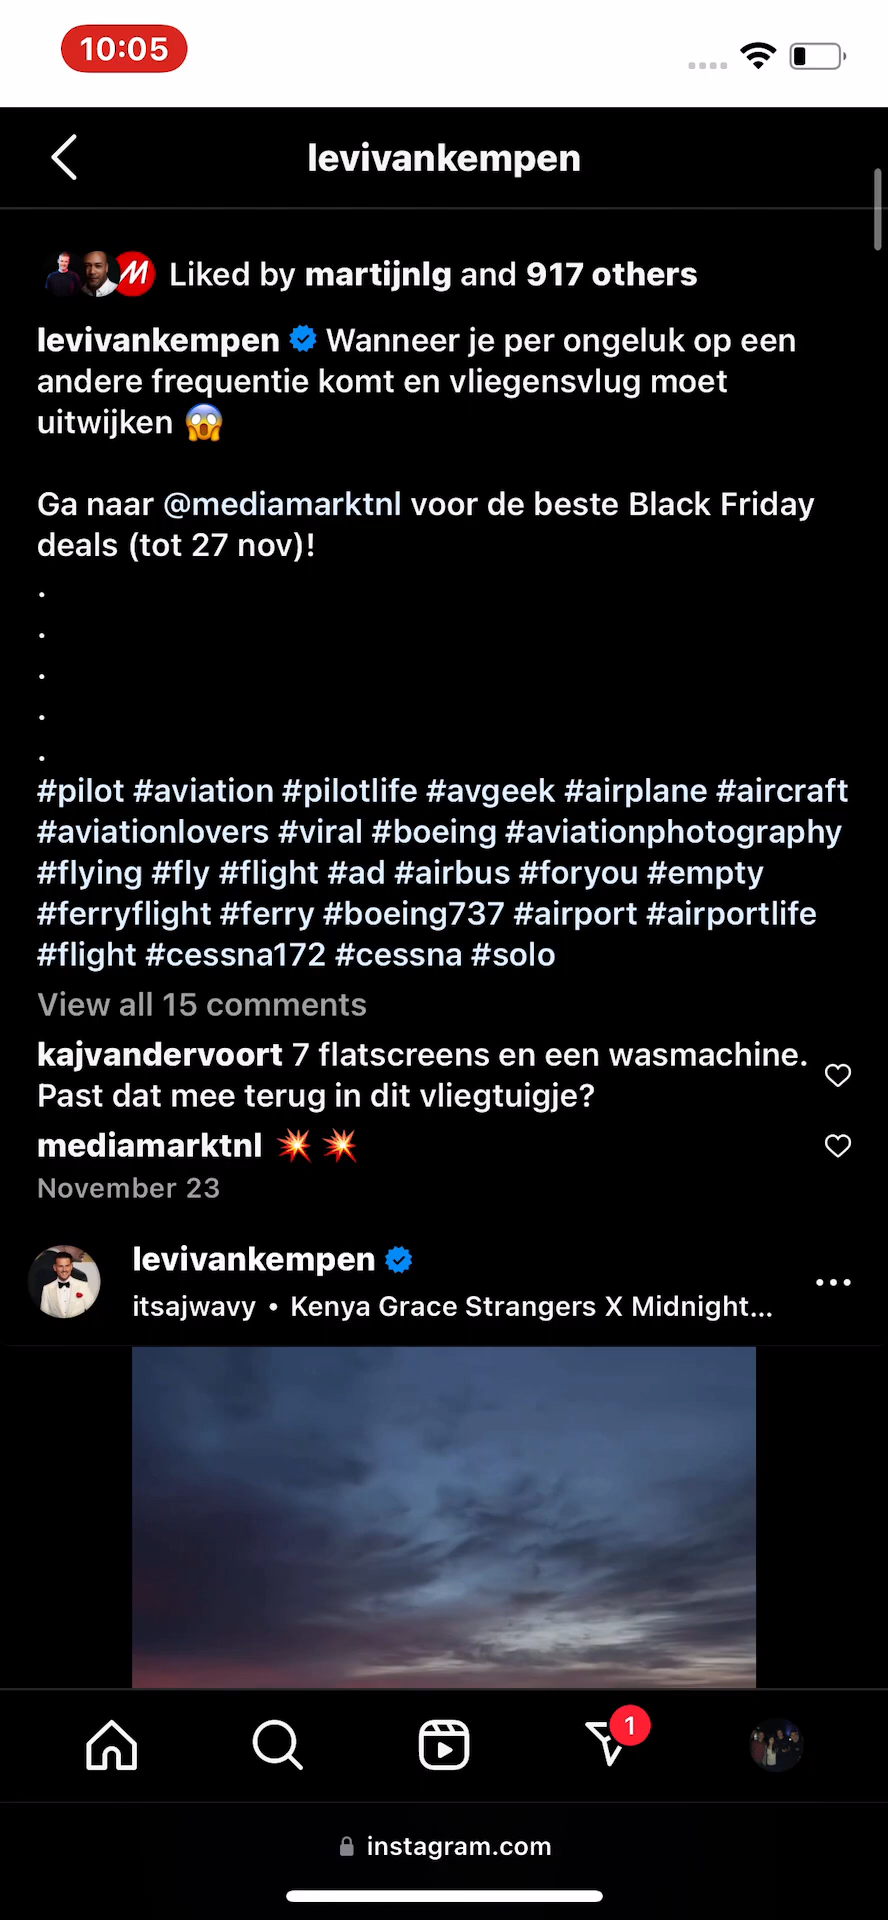 10:05
levivankempen
Liked by martijnlg and 917 others
levivankempen Wanneer je per ongeluk op een
andere frequentie komt en vliegensvlug moet
uitwijken 😱
Ga naar @mediamarktnl voor de beste Black Friday
deals (tot 27 nov)!
.
.
.
.
.
#pilot #aviation #pilotlife #avgeek #airplane #aircraft
#aviationlovers #viral #boeing #aviationphotography
#flying #fly #flight #ad #airbus #foryou #empty
#ferryflight #ferry #boeing737 #airport #airportlife
#flight #cessna172 #cessna #solo
View all 15 comments
kajvandervoort 7 flatscreens en een wasmachine.
Past dat mee terug in dit vliegtuigje?
mediamarktnl 💥 💥
November 23
levivankempen
itsajwavy • Kenya Grace Strangers X Midnight...
1
instagram.com